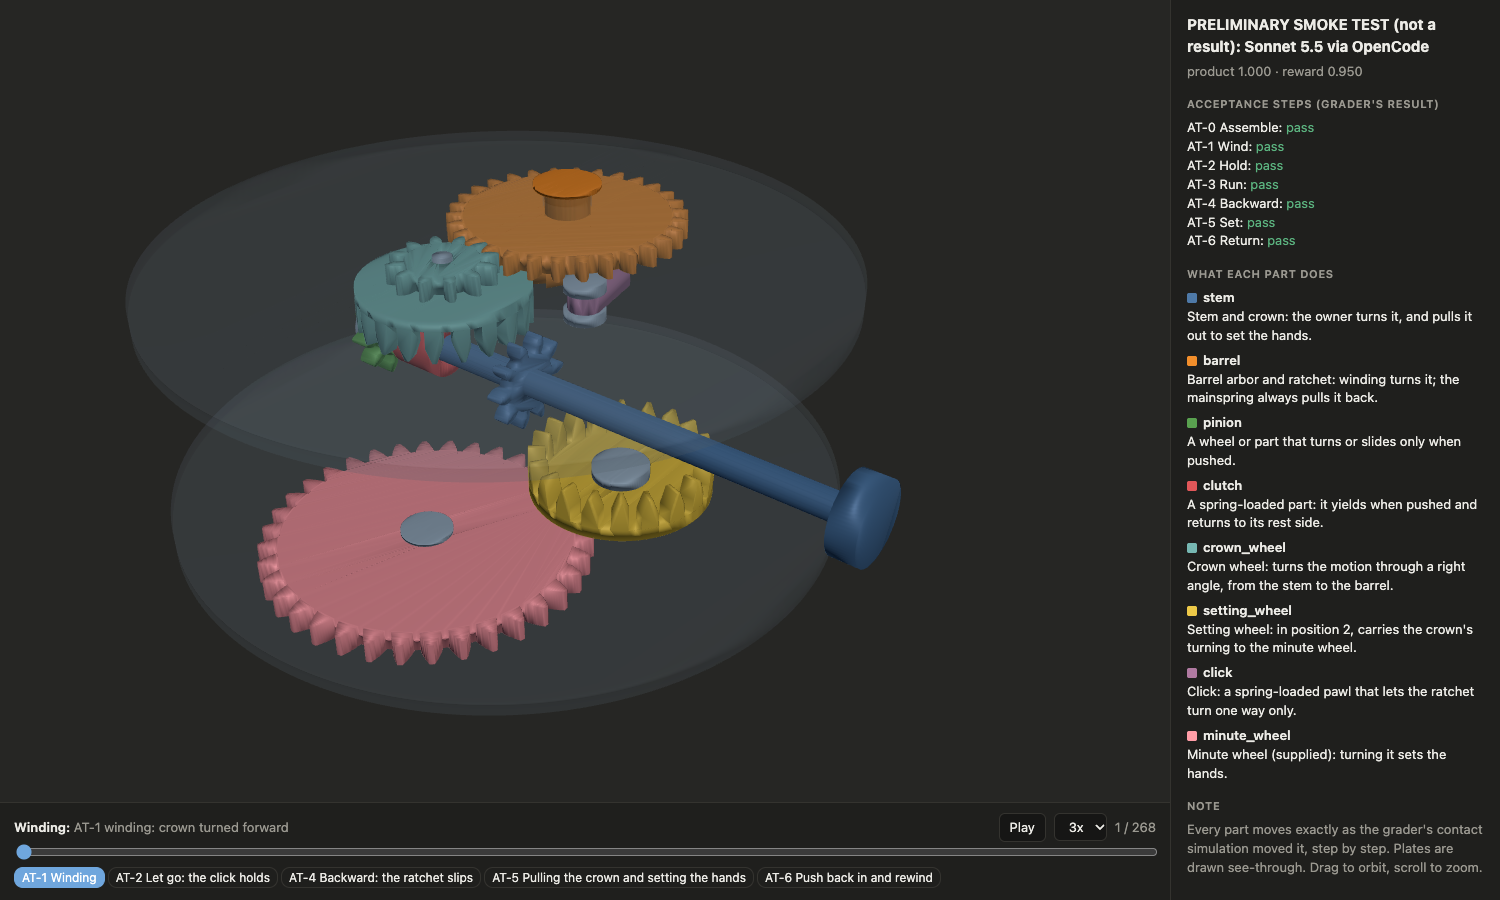 PRELIMINARY SMOKE TEST (not a
result): Sonnet 5.5 via OpenCode
product 1.000 · reward 0.950
ACCEPTANCE STEPS (GRADER'S RESULT)
AT-0 Assemble: pass
AT-1 Wind: pass
AT-2 Hold: pass
AT-3 Run: pass
AT-4 Backward: pass
AT-5 Set: pass
AT-6 Return: pass
WHAT EACH PART DOES
stem
Stem and crown: the owner turns it, and pulls it
out to set the hands.
barrel
Barrel arbor and ratchet: winding turns it; the
mainspring always pulls it back.
pinion
A wheel or part that turns or slides only when
pushed.
clutch
A spring-loaded part: it yields when pushed and
returns to its rest side.
crown_wheel
Crown wheel: turns the motion through a right
angle, from the stem to the barrel.
setting_wheel
Setting wheel: in position 2, carries the crown's
turning to the minute wheel.
click
Click: a spring-loaded pawl that lets the ratchet
turn one way only.
minute_wheel
Minute wheel (supplied): turning it sets the
hands.
NOTE
Every part moves exactly as the grader's contact
simulation moved it, step by step. Plates are
drawn see-through. Drag to orbit, scroll to zoom.
Winding: AT-1 winding: crown turned forward
Play 3x 1 / 268
AT-1 Winding AT-2 Let go: the click holds AT-4 Backward: the ratchet slips AT-5 Pulling the crown and setting the hands AT-6 Push back in and rewind